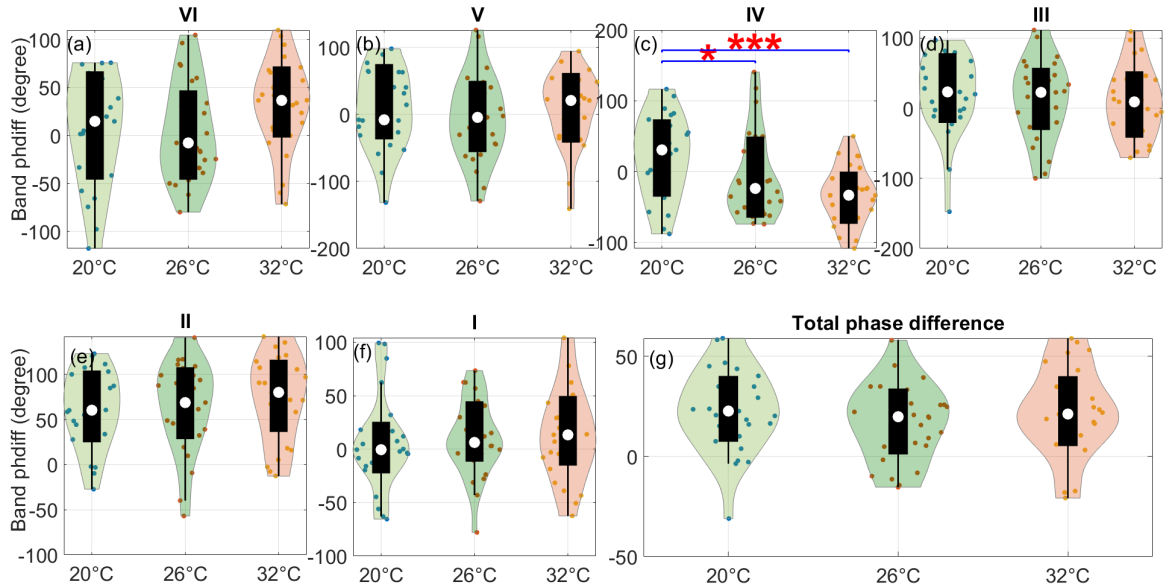 VI
V
IV
III
(a)
(b)
(c)
(d)
Band phdiff (degree)
100
50
0
-50
-100
100
0
-100
-200
200
100
0
-100
100
0
-100
-200
*
***
20°C 26°C 32°C
20°C 26°C 32°C
20°C 26°C 32°C
20°C 26°C 32°C
II
I
Total phase difference
(e)
(f)
(g)
Band phdiff (degree)
100
50
0
-50
-100
100
50
0
-50
-100
50
0
-50
20°C 26°C 32°C
20°C 26°C 32°C
20°C 26°C 32°C